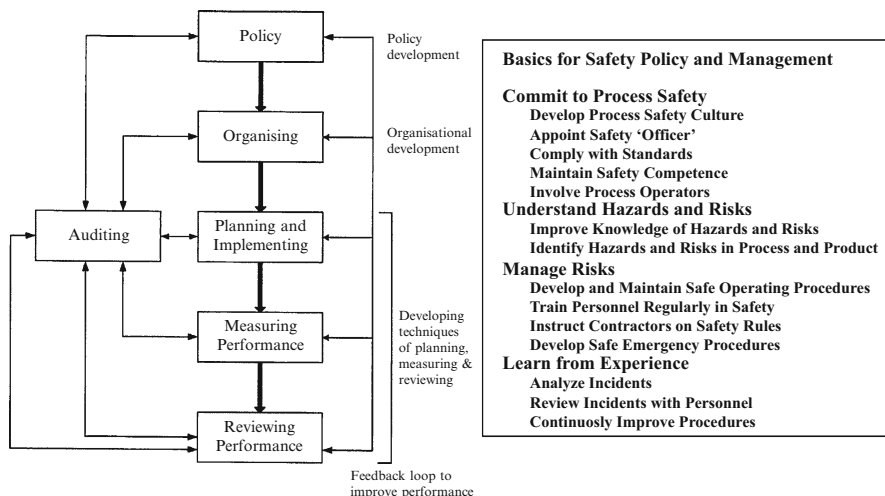 Policy
Policy
development
Organising
Organisational
development
Auditing
Planning and
Implementing
Measuring
Performance
Developing
techniques
of planning,
measuring &
reviewing
Reviewing
Performance
Feedback loop to
improve performance
Basics for Safety Policy and Management
Commit to Process Safety
Develop Process Safety Culture
Appoint Safety ‘Officer’
Comply with Standards
Maintain Safety Competence
Involve Process Operators
Understand Hazards and Risks
Improve Knowledge of Hazards and Risks
Identify Hazards and Risks in Process and Product
Manage Risks
Develop and Maintain Safe Operating Procedures
Train Personnel Regularly in Safety
Instruct Contractors on Safety Rules
Develop Safe Emergency Procedures
Learn from Experience
Analyze Incidents
Review Incidents with Personnel
Continuosly Improve Procedures